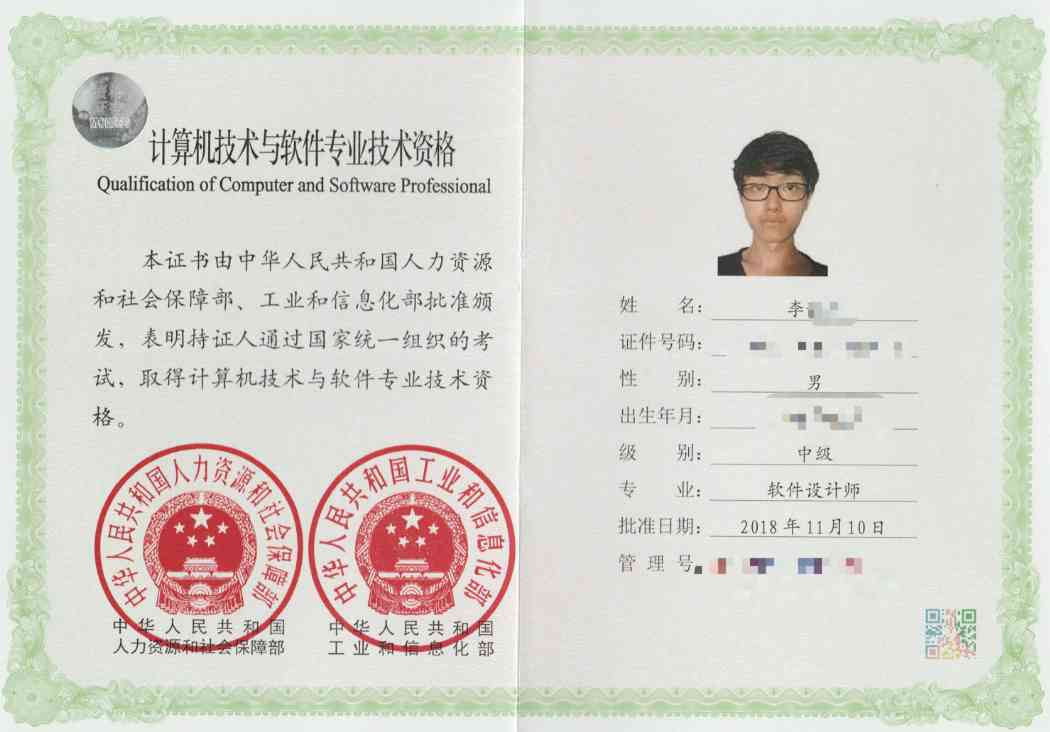 计算机技术与软件专业技术资格
Qualification of Computer and Software Professional
本证书由中华人民共和国人力资源
和社会保障部、工业和信息化部批准颁
发，表明持证人通过国家统一组织的考
试，取得计算机技术与软件专业技术资
格。
中华人民共和国人力资源和社会保障部
中华人民共和国工业和信息化部
中华人民共和国
人力资源和社会保障部
中华人民共和国
工业和信息化部
姓 名：李
证件号码：
性 别：男
出生年月：
级 别：中级
专 业：软件设计师
批准日期：2018年11月10日
管理号